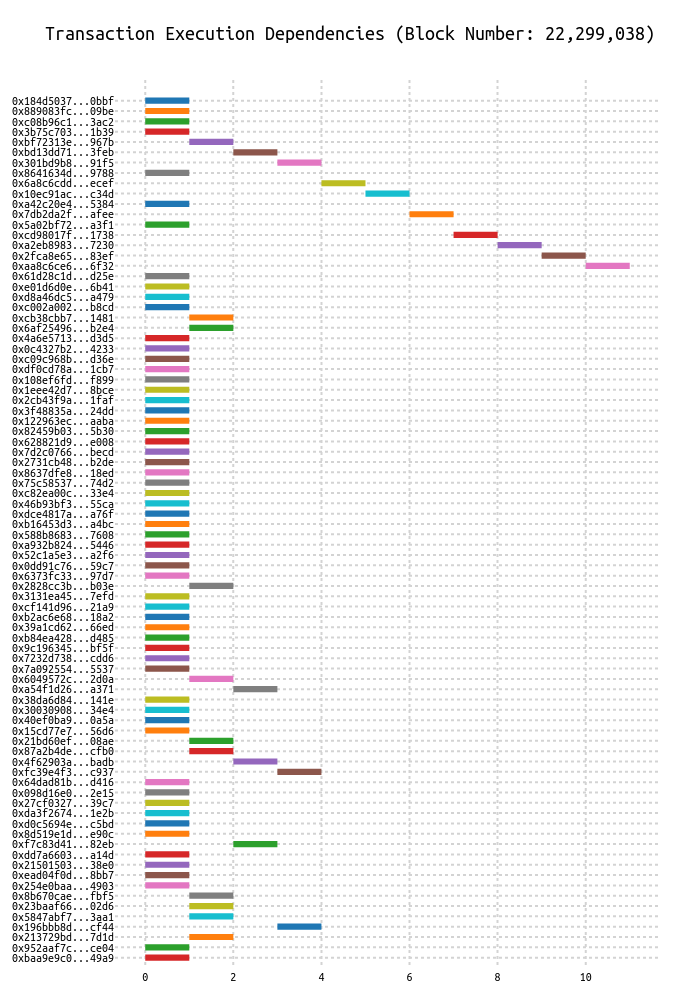 Transaction Execution Dependencies (Block Number: 22,299,038)
0x184d5037...0bbf
0x889083fc...09be
0xc08b96c1...3ac2
0x3b75c703...1b39
0xbf72313e...967b
0xbd13dd71...3feb
0x301bd9b8...91f5
0x8641634d...9788
0x6a8c6cdd...ecef
0x10ec91ac...c34d
0xa42c20e4...5384
0x7db2da2f...afee
0x5a02bf72...a3f1
0xcd98017f...1738
0xa2eb8983...7230
0x2fca8e65...83ef
0xaa8c6ce6...6f32
0x61d28c1d...d25e
0xe01d6d0e...6b41
0xd8a46dc5...a479
0xc002a002...b8cd
0xcb38cbb7...1481
0x6af25496...b2e4
0x4a6e5713...d3d5
0x0c4327b2...4233
0xc09c968b...d36e
0xdf0cd78a...1cb7
0x108ef6fd...f899
0x1eee42d7...8bce
0x2cb43f9a...1faf
0x3f48835a...24dd
0x122963ec...aaba
0x82459b03...5b30
0x628821d9...e008
0x7d2c0766...becd
0x2731cb48...b2de
0x8637dfe8...18ed
0x75c58537...74d2
0xc82ea00c...33e4
0x46b93bf3...55ca
0xdce4817a...a76f
0xb16453d3...a4bc
0x588b8683...7608
0xa932b824...5446
0x52c1a5e3...a2f6
0x0dd91c76...59c7
0x6373fc33...97d7
0x2828cc3b...b03e
0x3131ea45...7efd
0xcf141d96...21a9
0xb2ac6e68...18a2
0x39a1cd62...66ed
0xb84ea428...d485
0x9c196345...bf5f
0x7232d738...cdd6
0x7a092554...5537
0x6049572c...2d0a
0xa54f1d26...a371
0x38da6d84...141e
0x30030908...34e4
0x40ef0ba9...0a5a
0x15cd77e7...56d6
0x21bd60ef...08ae
0x87a2b4de...cfb0
0x4f62903a...badb
0xfc39e4f3...c937
0x64dad81b...d416
0x098d16e0...2e15
0x27cf0327...39c7
0xda3f2674...1e2b
0xd0c5694e...c5bd
0x8d519e1d...e90c
0xf7c83d41...82eb
0xdd7a6603...a14d
0x21501503...38e0
0xead04f0d...8bb7
0x254e0baa...4903
0x8b670cae...fbf5
0x23baaf66...02d6
0x5847abf7...3aa1
0x196bbb8d...cf44
0x213729bd...7d1d
0x952aaf7c...ce04
0xbaa9e9c0...49a9
0 2 4 6 8 10